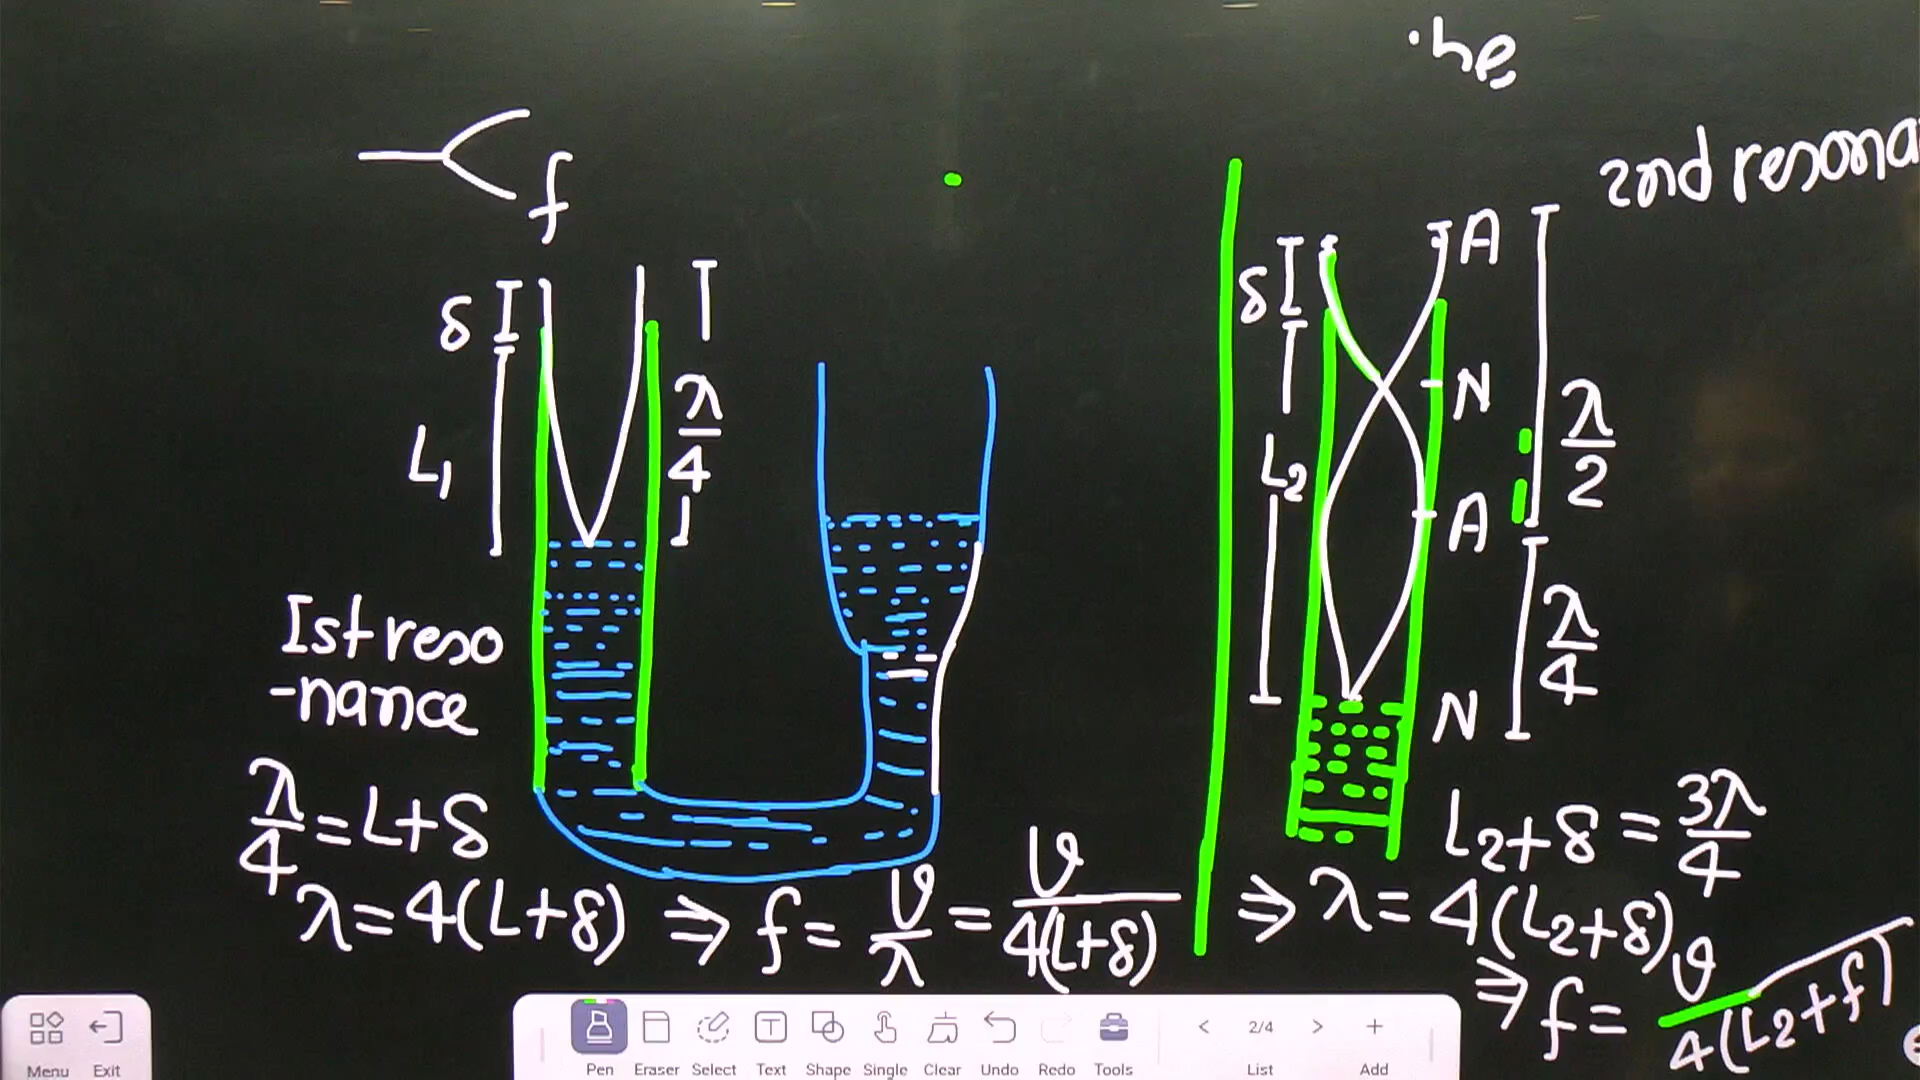 .he
f
2nd resona
δ
L1
λ/4
δ
L2
A
N
A
N
λ/2
λ/4
Ist reso
-nance
λ/4 = L+δ
λ = 4(L+δ) ⇒ f = v/λ = v/4(L+δ)
L2+δ = 3λ/4
⇒ λ = 4(L2+δ)
⇒ f = v/4(L2+f)
Menu Exit
Pen Eraser Select Text Shape Single Clear Undo Redo Tools
< 2/4 > +
List Add